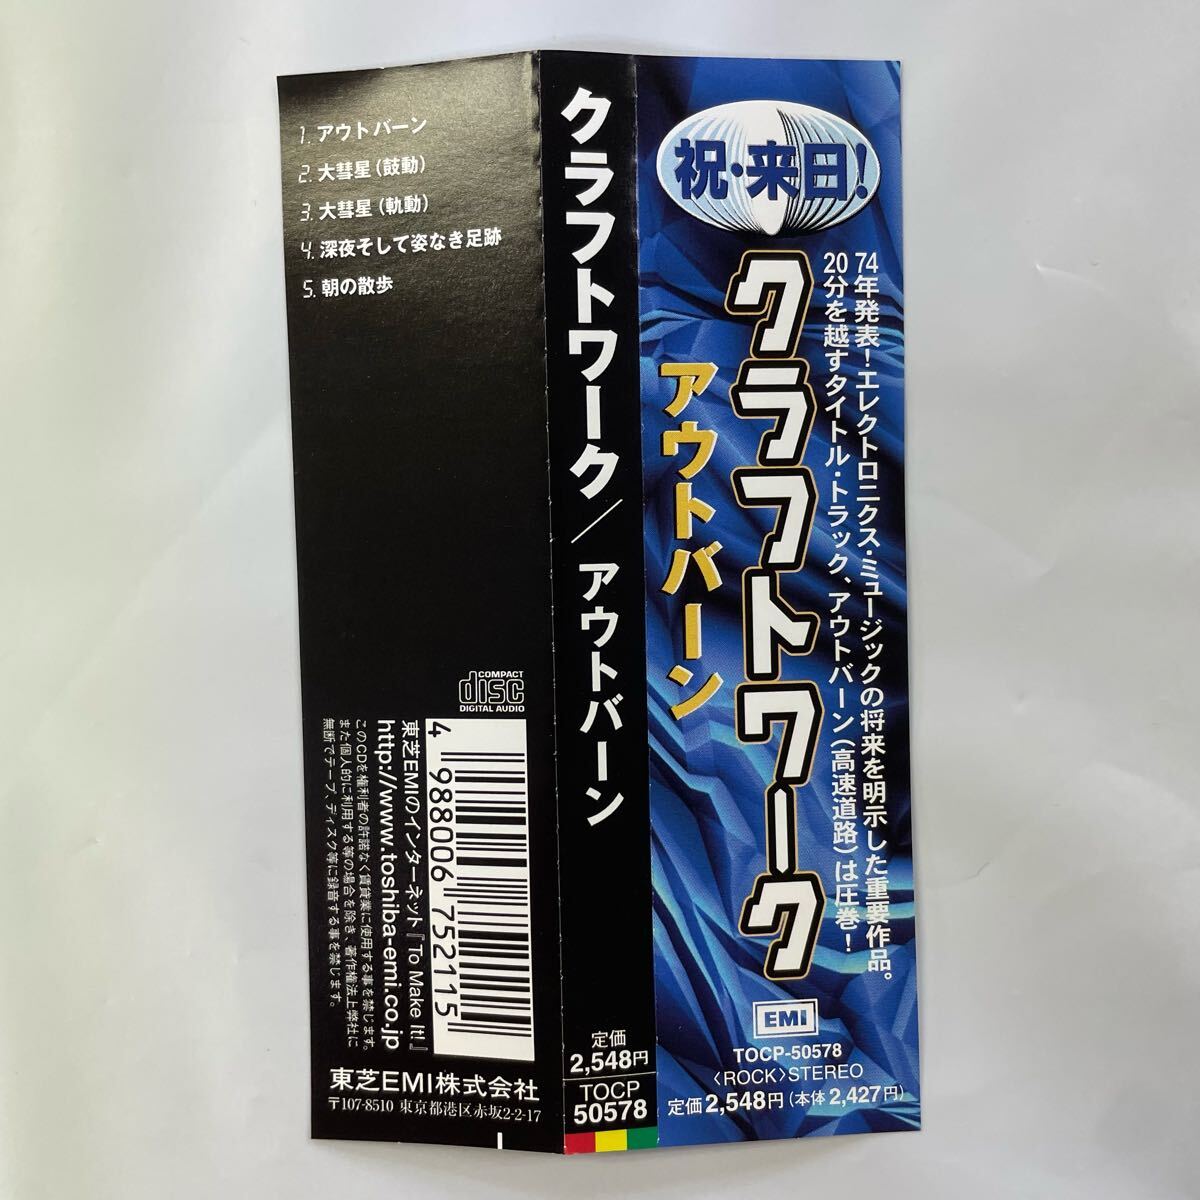 1. アウトバーン
2. 大彗星(鼓動)
3. 大彗星(軌動)
4. 深夜そして姿なき足跡
5. 朝の散歩
COMPACT
disc
DIGITAL AUDIO
4 988006 752115
東芝EMIのインターネット『To Make It!』
http://www.toshiba-emi.co.jp
このCDを権利者の許諾なく賃貸業に使用する事を禁じます。
また個人的に利用する等の場合を除き、著作権法上弊社に
無断でテープ、ディスク等に録音する事を禁じます。
東芝EMI株式会社
〒107-8510 東京都港区赤坂2-2-17
クラフトワーク/アウトバーン
定価
2,548円
TOCP
50578
祝・来日!
74年発表!エレクトロニクス・ミュージックの将来を明示した重要作品。
20分を越すタイトル・トラック、アウトバーン(高速道路)は圧巻!
クラフトワーク
アウトバーン
EMI
TOCP-50578
〈ROCK〉STEREO
定価2,548円(本体2,427円)